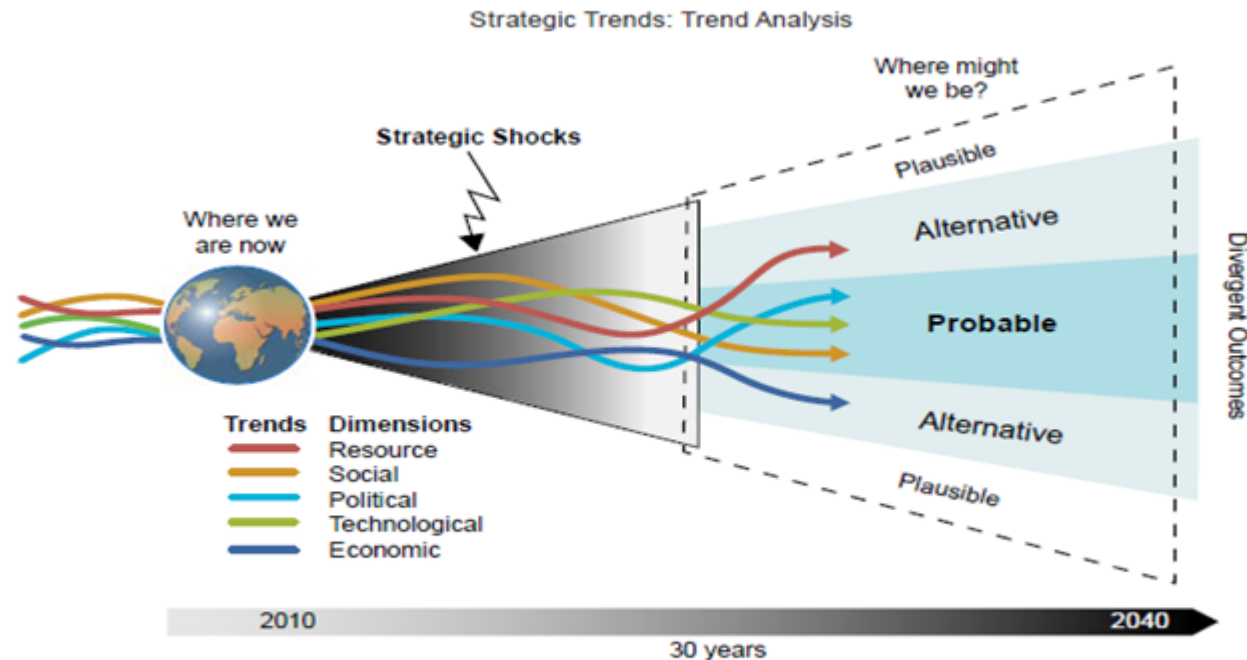 Strategic Trends: Trend Analysis
Where might
we be?
Strategic Shocks
Plausible
Where we
are now
Alternative
Probable
Alternative
Plausible
Divergent Outcomes
Trends Dimensions
Resource
Social
Political
Technological
Economic
2010
2040
30 years